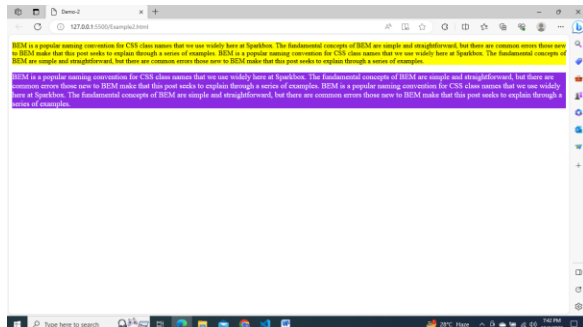 Demo-2
127.0.0.1:5500/Example2.html
BEM is a popular naming convention for CSS class names that we use widely here at Sparkbox. The fundamental concepts of BEM are simple and straightforward, but there are common errors those new
to BEM make that this post seeks to explain through a series of examples. BEM is a popular naming convention for CSS class names that we use widely here at Sparkbox. The fundamental concepts of
BEM are simple and straightforward, but there are common errors those new to BEM make that this post seeks to explain through a series of examples.
BEM is a popular naming convention for CSS class names that we use widely here at Sparkbox. The fundamental concepts of BEM are simple and straightforward, but there are
common errors those new to BEM make that this post seeks to explain through a series of examples. BEM is a popular naming convention for CSS class names that we use widely
here at Sparkbox. The fundamental concepts of BEM are simple and straightforward, but there are common errors those new to BEM make that this post seeks to explain through a
series of examples.
7:42 PM
Type here to search
28°C Haze